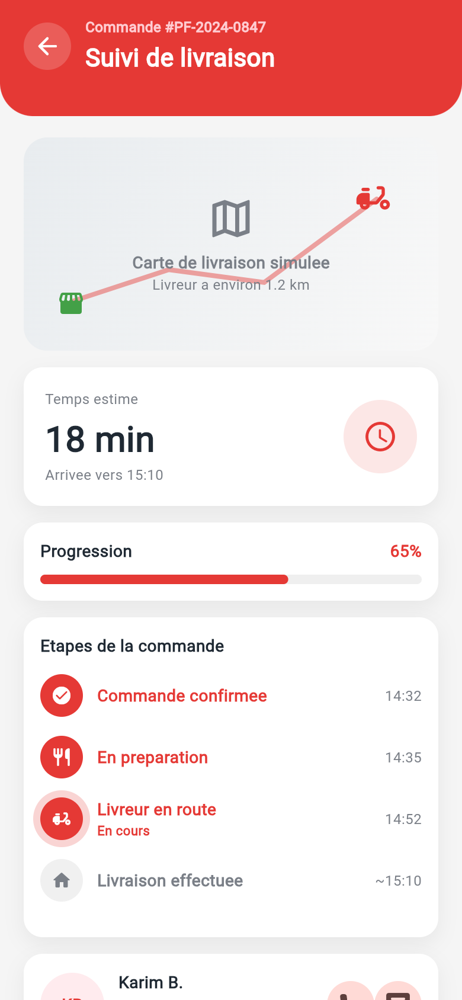 Commande #PF-2024-0847
Suivi de livraison
Carte de livraison simulee
Livreur a environ 1.2 km
Temps estime
18 min
Arrivee vers 15:10
Progression
65%
Etapes de la commande
Commande confirmee
14:32
En preparation
14:35
Livreur en route
En cours
14:52
Livraison effectuee
~15:10
Karim B.